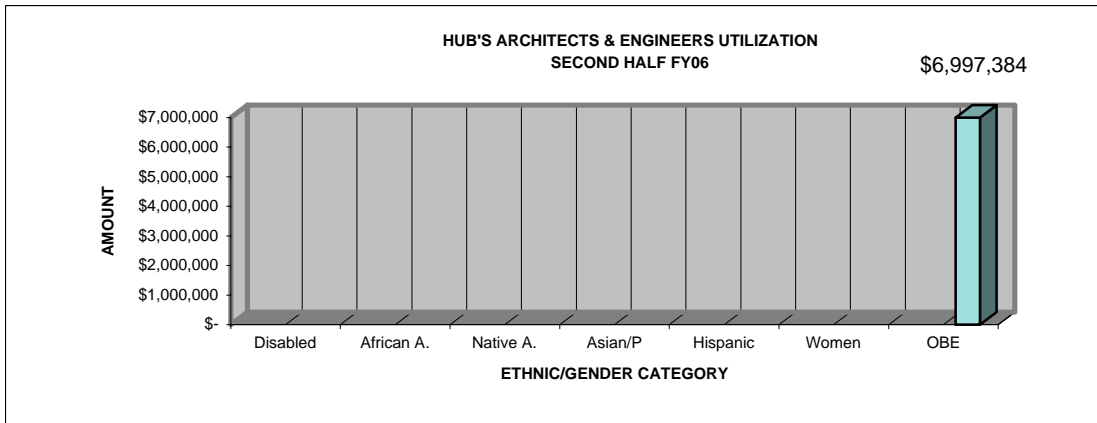 HUB'S ARCHITECTS & ENGINEERS UTILIZATION
SECOND HALF FY06
$6,997,384
$7,000,000
$6,000,000
$5,000,000
$4,000,000
$3,000,000
$2,000,000
$1,000,000
$-
AMOUNT
Disabled African A. Native A. Asian/P Hispanic Women OBE
ETHNIC/GENDER CATEGORY